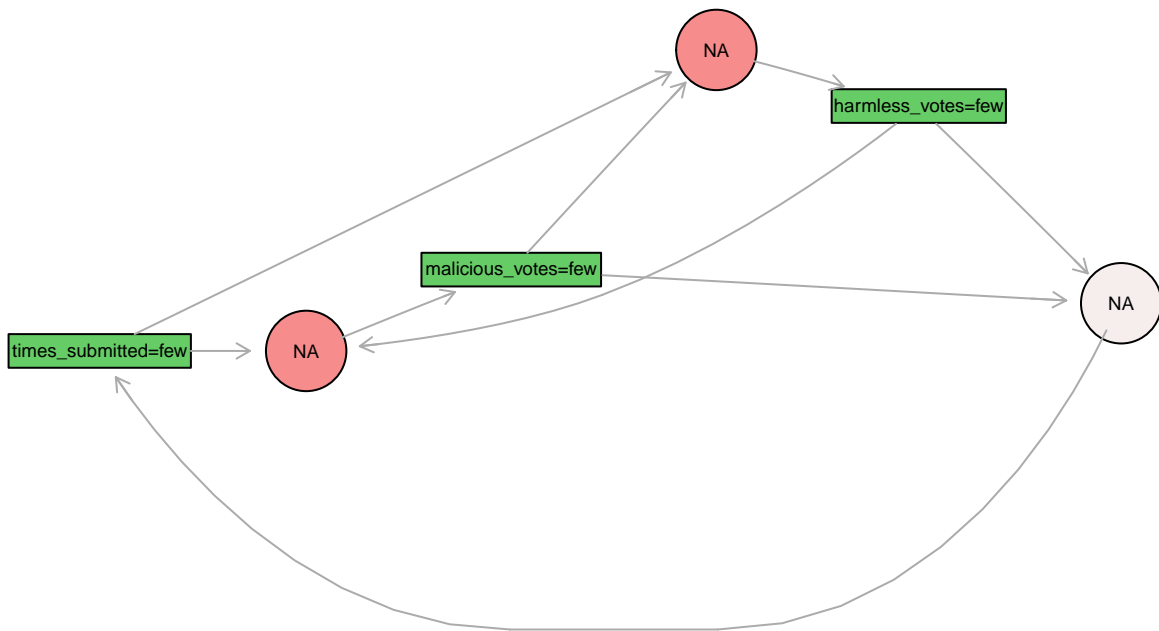 NA
harmless_votes=few
malicious_votes=few
NA
times_submitted=few
NA